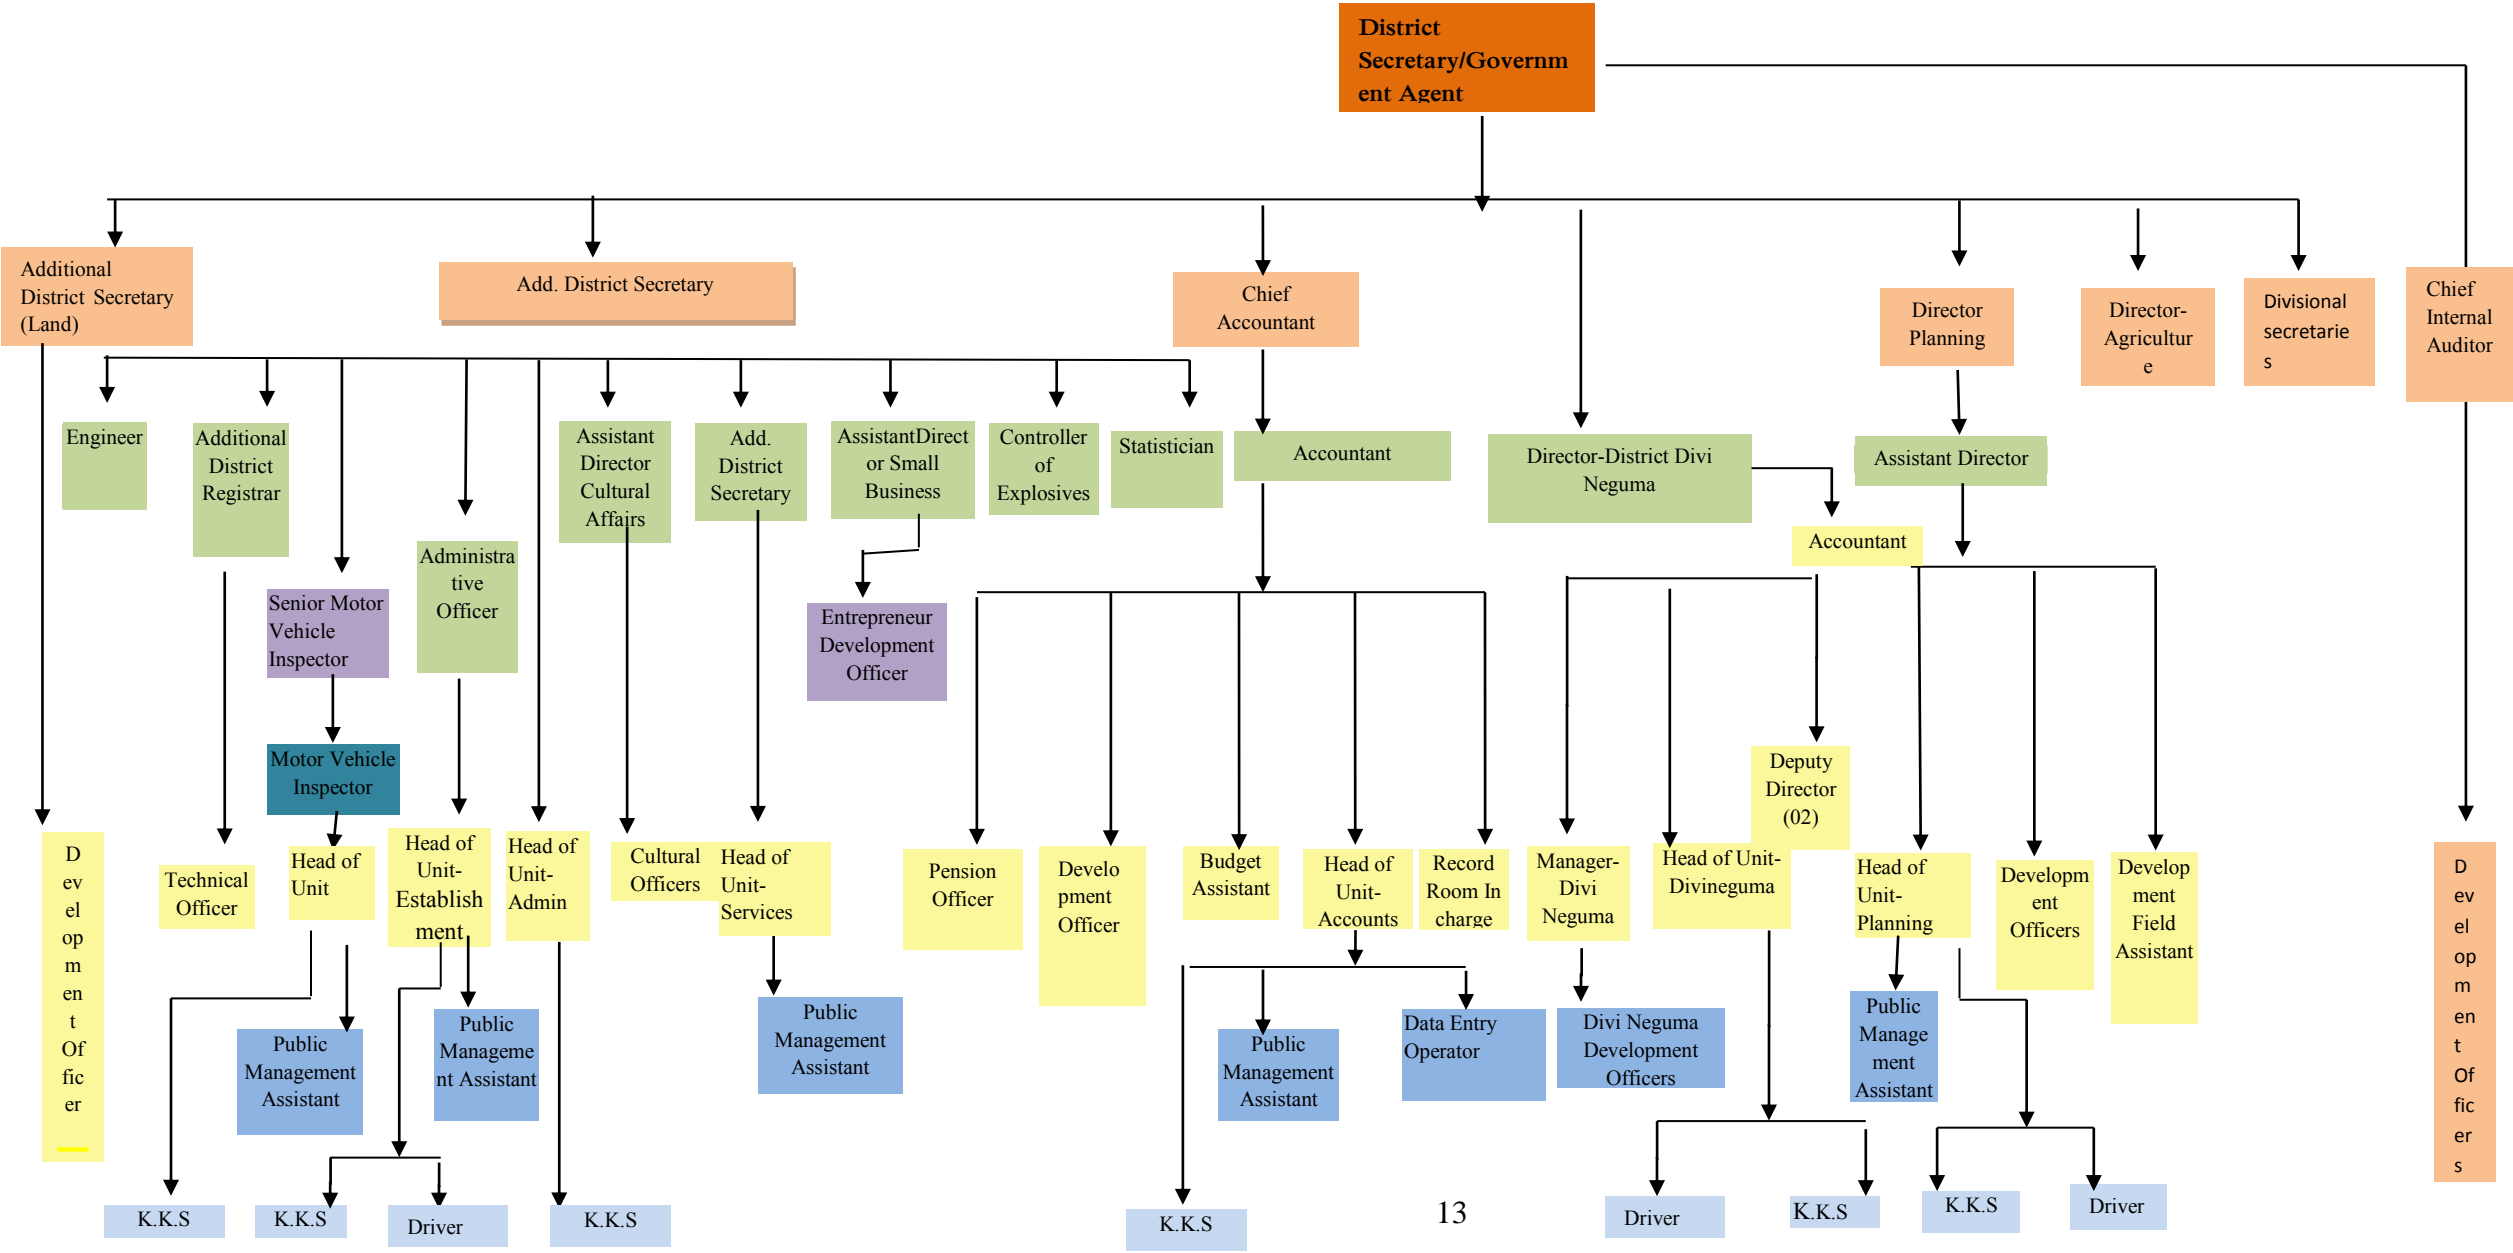 District
Secretary/Governm
ent Agent
Additional
District Secretary
(Land)
Add. District Secretary
Chief
Accountant
Director
Planning
Director-
Agricultur
e
Divisional
secretarie
s
Chief
Internal
Auditor
Engineer
Additional
District
Registrar
Assistant
Director
Cultural
Affairs
Add.
District
Secretary
AssistantDirect
or Small
Business
Controller
of
Explosives
Statistician
Accountant
Director-District Divi
Neguma
Assistant Director
Accountant
Administra
tive
Officer
Senior Motor
Vehicle
Inspector
Entrepreneur
Development
Officer
Motor Vehicle
Inspector
Deputy
Director
(02)
D
ev
el
op
m
en
t
Of
fic
er
Technical
Officer
Head of
Unit
Head of
Unit-
Establish
ment
Head of
Unit-
Admin
Cultural
Officers
Head of
Unit-
Services
Pension
Officer
Develo
pment
Officer
Budget
Assistant
Head of
Unit-
Accounts
Record
Room In
charge
Manager-
Divi
Neguma
Head of Unit-
Divineguma
Head of
Unit-
Planning
Developm
ent
Officers
Develop
ment
Field
Assistant
D
ev
el
op
m
en
t
Of
fic
er
s
Public
Management
Assistant
Public
Manageme
nt Assistant
Public
Management
Assistant
Public
Management
Assistant
Data Entry
Operator
Divi Neguma
Development
Officers
Public
Manage
ment
Assistant
K.K.S
K.K.S
Driver
K.K.S
K.K.S
13
Driver
K.K.S
K.K.S
Driver